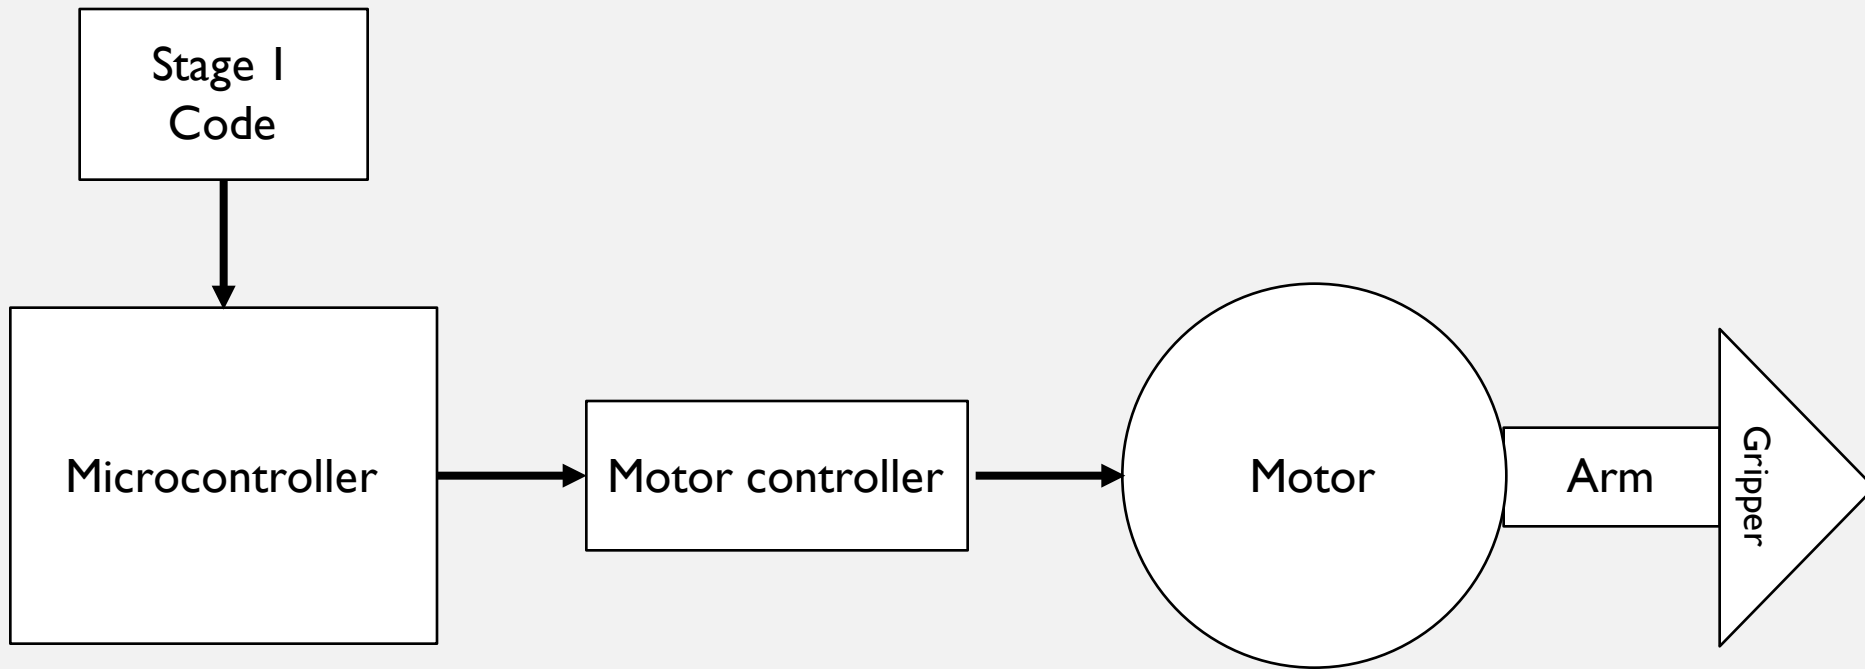 Stage 1
Code
Microcontroller
Motor controller
Motor
Arm
Gripper